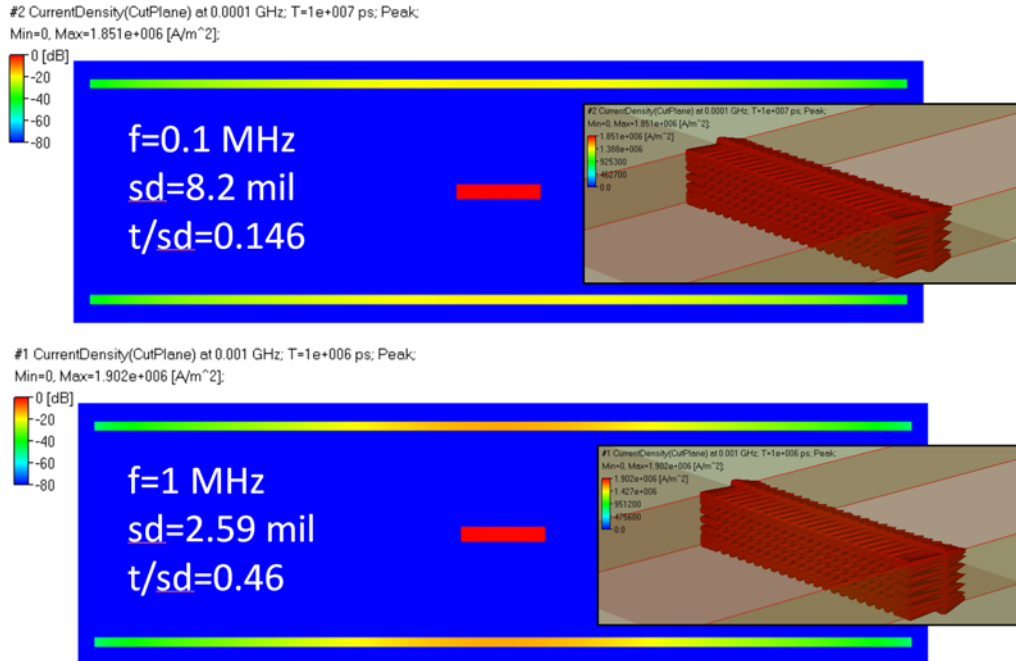 #2 CurrentDensity(CutPlane) at 0.0001 GHz; T=1e+007 ps; Peak;
Min=0, Max=1.851e+006 [A/m^2];
0 [dB]
-20
-40
-60
-80
f=0.1 MHz
sd=8.2 mil
t/sd=0.146
#2 CurrentDensity(CutPlane) at 0.0001 GHz; T=1e+007 ps; Peak;
Min=0, Max=1.851e+006 [A/m^2];
1.851e+006 [A/m^2]
1.388e+006
925300
462700
0.0
#1 CurrentDensity(CutPlane) at 0.001 GHz; T=1e+006 ps; Peak;
Min=0, Max=1.902e+006 [A/m^2];
0 [dB]
-20
-40
-60
-80
f=1 MHz
sd=2.59 mil
t/sd=0.46
#1 CurrentDensity(CutPlane) at 0.001 GHz; T=1e+006 ps; Peak;
Min=0, Max=1.902e+006 [A/m^2];
1.902e+006 [A/m^2]
1.427e+006
951200
475600
0.0